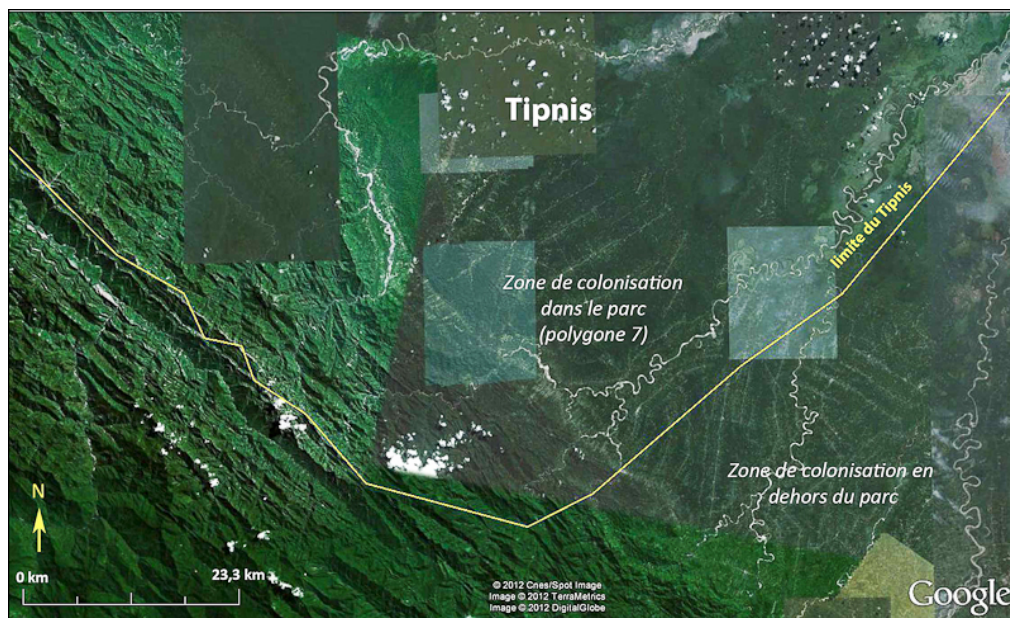 Tipnis
limite du Tipnis
Zone de colonisation
dans le parc
(polygone 7)
Zone de colonisation en
dehors du parc
N
0 km
23,3 km
© 2012 Cnes/Spot Image
Image © 2012 TerraMetrics
Image © 2012 DigitalGlobe
Google